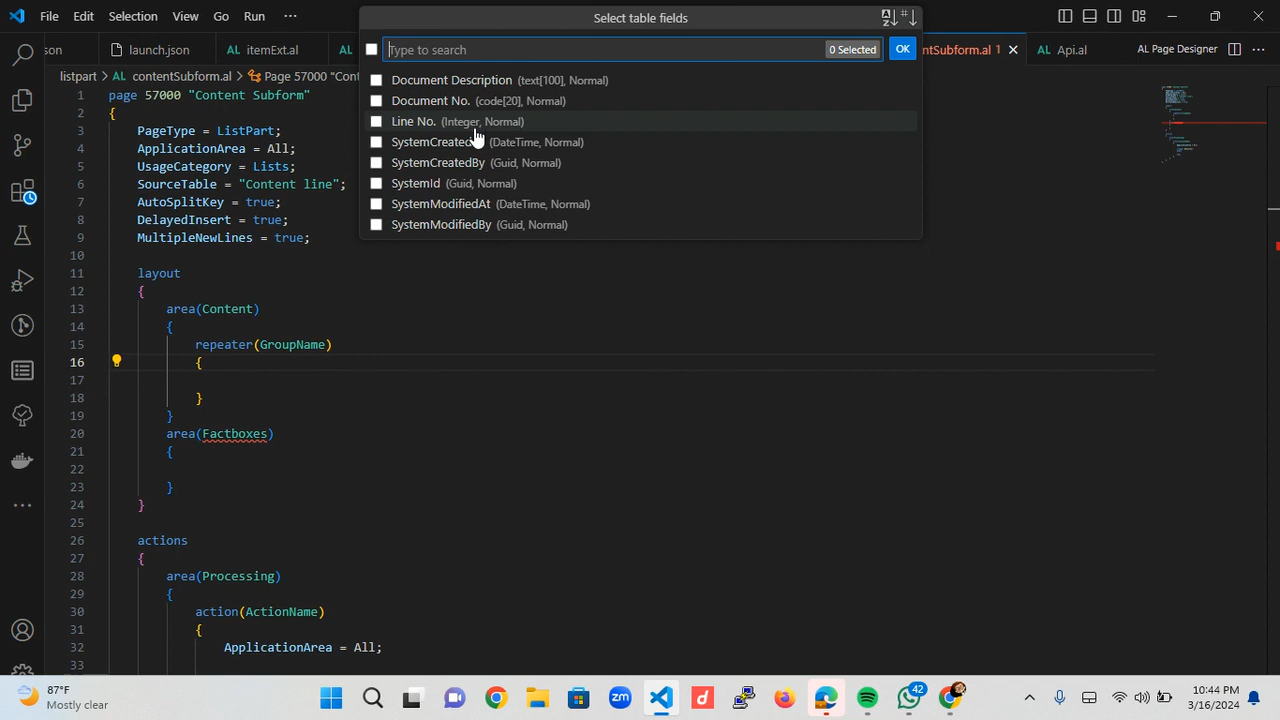 File Edit Selection View Go Run ···
Select table fields
Type to search
0 Selected
OK
Document Description (text[100], Normal)
Document No. (code[20], Normal)
Line No. (Integer, Normal)
(DateTime, Normal)
SystemCreatedBy (Guid, Normal)
SystemId (Guid, Normal)
SystemModifiedAt (DateTime, Normal)
SystemModifiedBy (Guid, Normal)
launch.json
itemExt.al
ntSubform.al 1
Api.al
AL Page Designer
listpart > contentSubform.al > Page 57000 "Cont
1 page 57000 "Content Subform"
2 {
3 PageType = ListPart;
4 ApplicationArea = All;
5 UsageCategory = Lists;
6 SourceTable = "Content line";
7 AutoSplitKey = true;
8 DelayedInsert = true;
9 MultipleNewLines = true;
10
11 layout
12 {
13 area(Content)
14 {
15 repeater(GroupName)
16 {
17
18 }
19 }
20 area(Factboxes)
21 {
22
23 }
24 }
25
26 actions
27 {
28 area(Processing)
29 {
30 action(ActionName)
31 {
32 ApplicationArea = All;
33
87°F
Mostly clear
zm
42
10:44 PM
3/16/2024